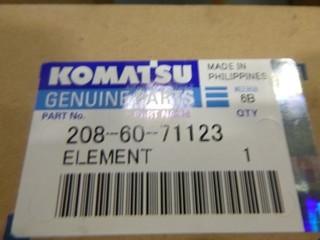 KOMATSU
MADE IN
PHILIPPINES
GENUINE PARTS
6B
PART No.
PART NAME
QTY
208-60-71123
ELEMENT 1